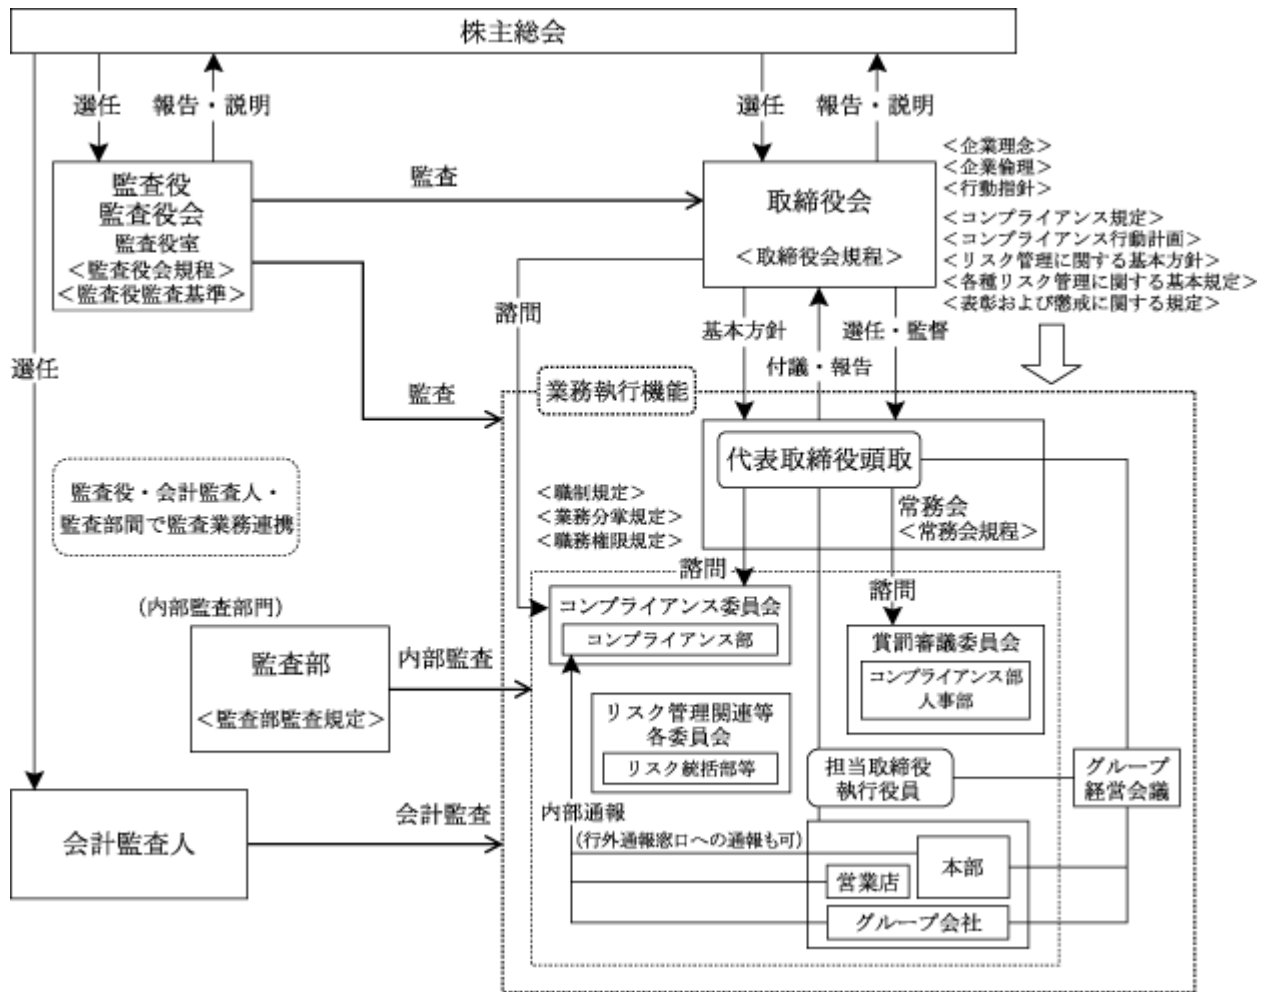 株主総会
選任
報告・説明
選任
報告・説明
監査役
監査役会
監査役室
＜監査役会規程＞
＜監査役監査基準＞
監査
取締役会
＜取締役会規程＞
＜企業理念＞
＜企業倫理＞
＜行動指針＞
＜コンプライアンス規定＞
＜コンプライアンス行動計画＞
＜リスク管理に関する基本方針＞
＜各種リスク管理に関する基本規定＞
＜表彰および懲戒に関する規定＞
諮問
基本方針
選任・監督
付議・報告
選任
監査
業務執行機能
代表取締役頭取
常務会
＜常務会規程＞
＜職制規定＞
＜業務分掌規定＞
＜職務権限規定＞
監査役・会計監査人・
監査部間で監査業務連携
諮問
諮問
コンプライアンス委員会
コンプライアンス部
賞罰審議委員会
コンプライアンス部
人事部
（内部監査部門）
監査部
＜監査部監査規定＞
内部監査
リスク管理関連等
各委員会
リスク統括部等
担当取締役
執行役員
グループ
経営会議
内部通報
（行外通報窓口への通報も可）
会計監査人
会計監査
本部
営業店
グループ会社